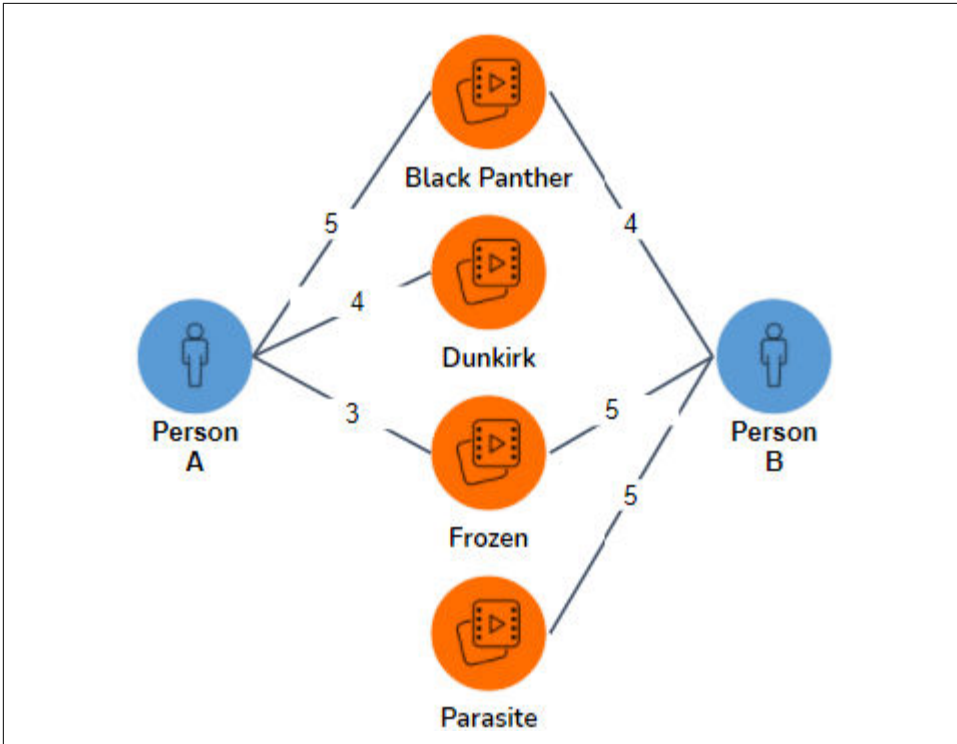 Black Panther
5
4
4
Dunkirk
Person
A
Person
B
3
5
Frozen
5
Parasite